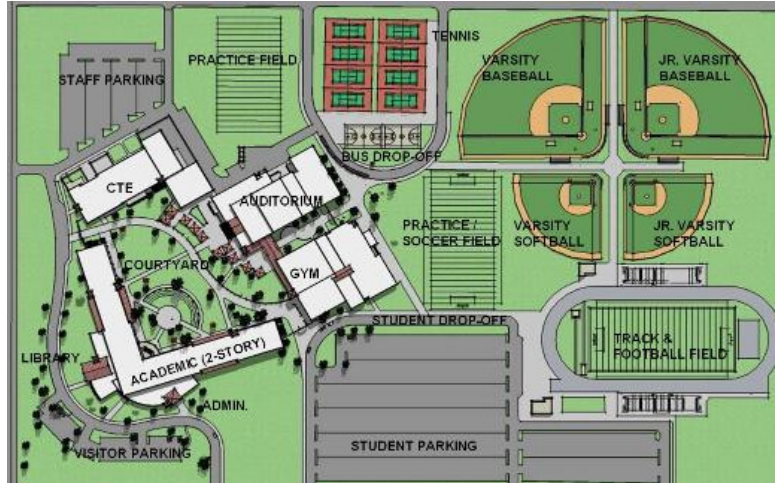 TENNIS
PRACTICE FIELD
VARSITY
BASEBALL
JR. VARSITY
BASEBALL
STAFF PARKING
BUS DROP-OFF
CTE
AUDITORIUM
PRACTICE /
SOCCER FIELD
VARSITY
SOFTBALL
JR. VARSITY
SOFTBALL
COURTYARD
GYM
STUDENT DROP-OFF
TRACK &
FOOTBALL FIELD
LIBRARY
ACADEMIC (2-STORY)
ADMIN.
STUDENT PARKING
VISITOR PARKING